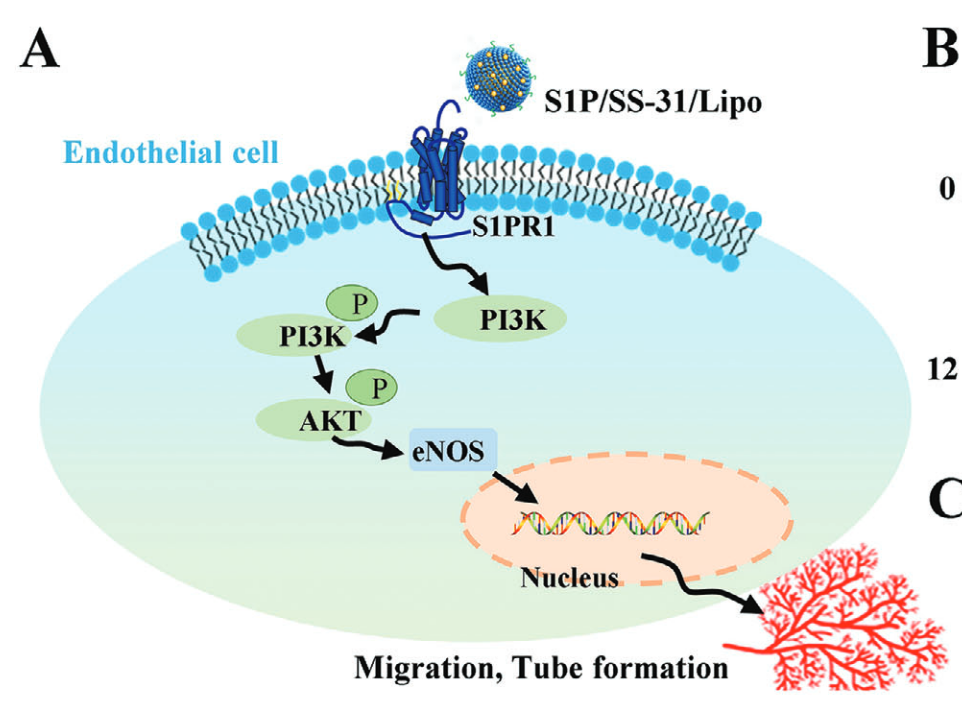 A
B
S1P/SS-31/Lipo
Endothelial cell
0
S1PR1
P
PI3K
PI3K
12
P
AKT
eNOS
C
Nucleus
Migration, Tube formation